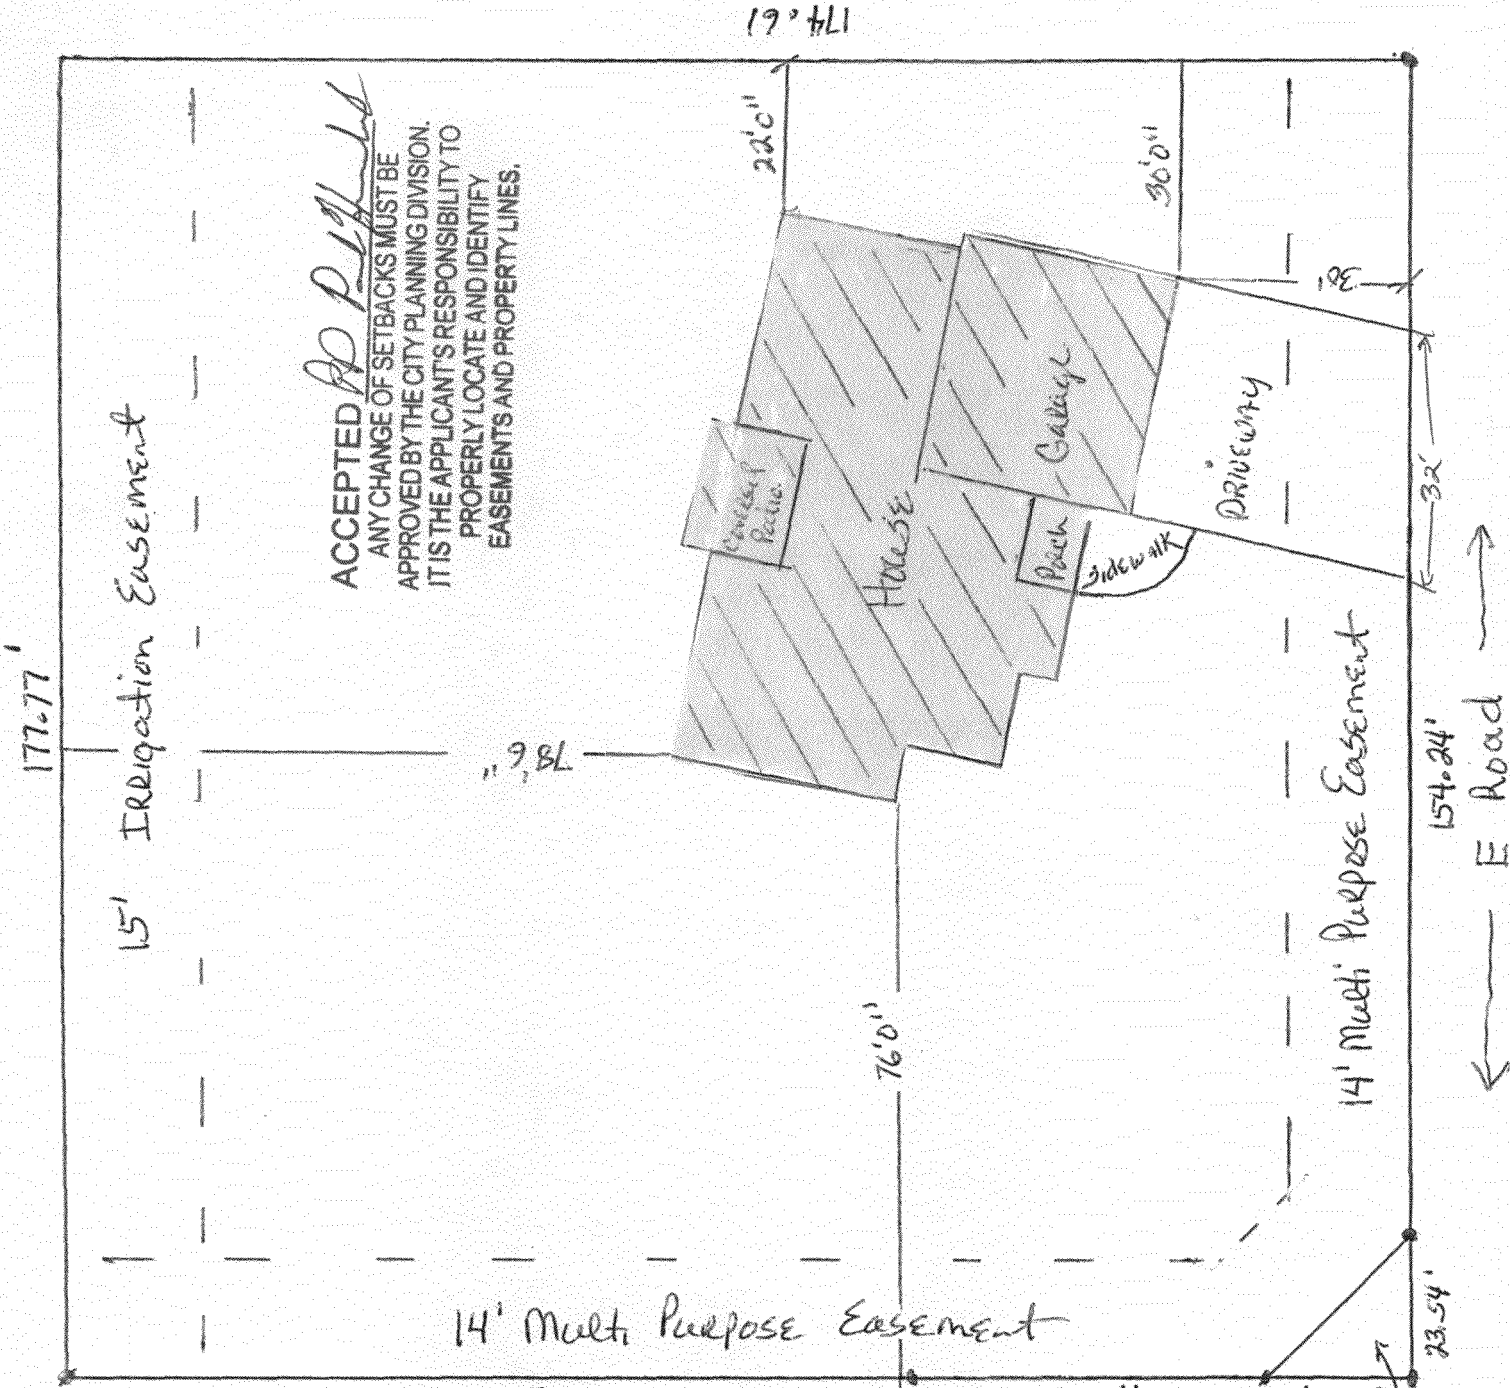 174.61
22'0"
30'0"
30'
ACCEPTED
ANY CHANGE OF SETBACKS MUST BE
APPROVED BY THE CITY PLANNING DIVISION.
IT IS THE APPLICANT'S RESPONSIBILITY TO
PROPERLY LOCATE AND IDENTIFY
EASEMENTS AND PROPERTY LINES.
177.77'
15' IRRigation EasemEnt
Covered
Patio
HousE
GaragE
Porch
SidEwalk
DRiVEWAY
32'
78'6"
76'0"
14' Multi PurposE EasemEnt
154.24'
E Road
14' Multi PurposE EasemEnt
23.54'